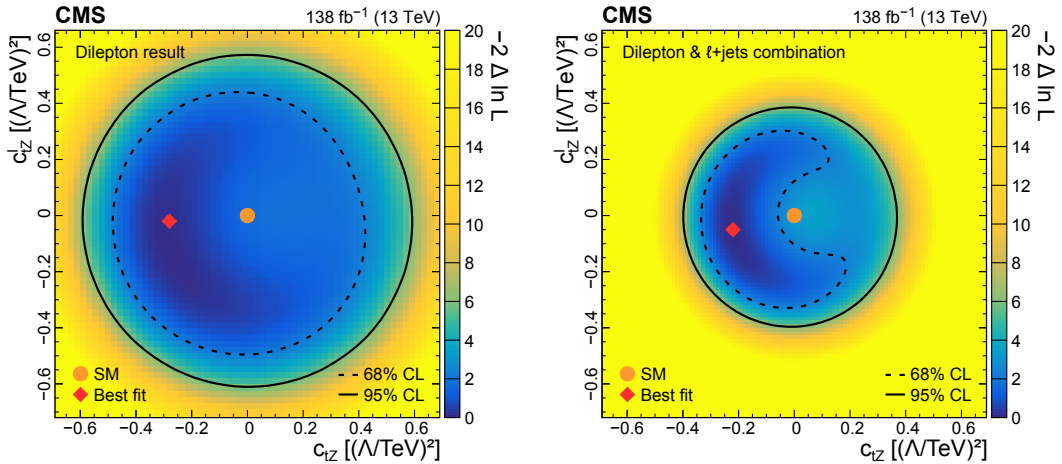 CMS 138 fb⁻¹ (13 TeV)
Dilepton result
c_tZ^I [(Λ/TeV)²]
0.6
0.4
0.2
0
−0.2
−0.4
−0.6
SM
Best fit
68% CL
95% CL
−0.6 −0.4 −0.2 0 0.2 0.4 0.6
c_tZ [(Λ/TeV)²]
20
18
16
14
12
10
8
6
4
2
0
−2 Δ ln L
CMS 138 fb⁻¹ (13 TeV)
Dilepton & ℓ+jets combination
c_tZ^I [(Λ/TeV)²]
0.6
0.4
0.2
0
−0.2
−0.4
−0.6
SM
Best fit
68% CL
95% CL
−0.6 −0.4 −0.2 0 0.2 0.4 0.6
c_tZ [(Λ/TeV)²]
20
18
16
14
12
10
8
6
4
2
0
−2 Δ ln L